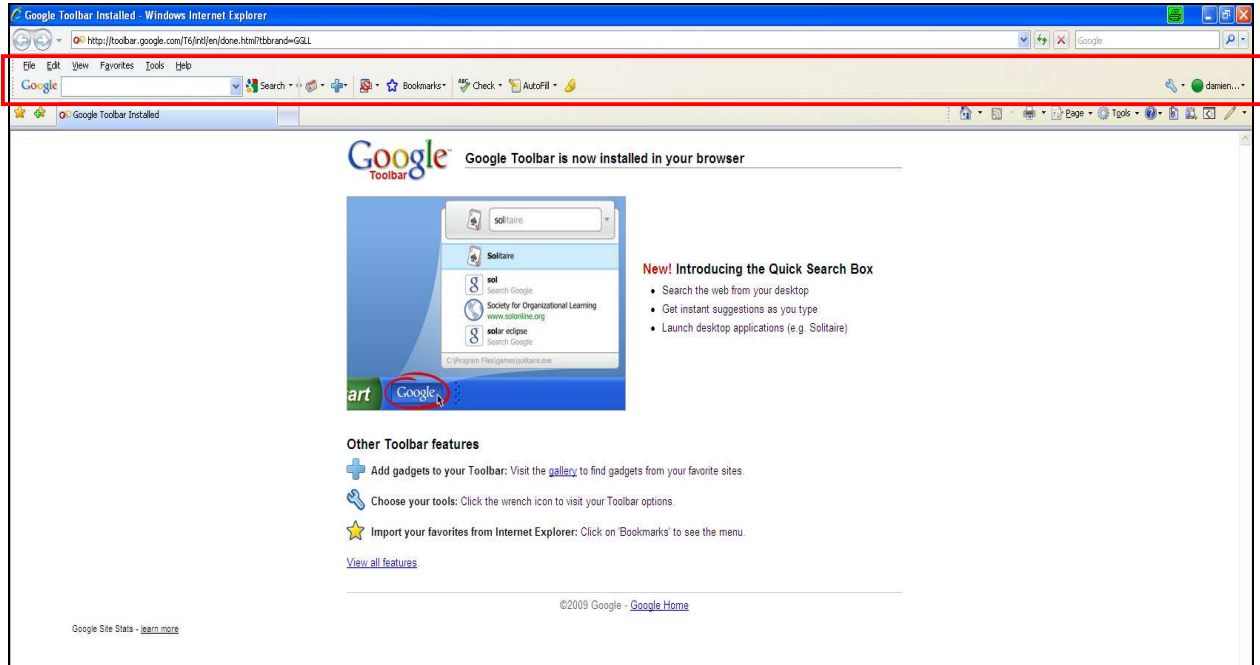 Google Toolbar Installed - Windows Internet Explorer
http://toolbar.google.com/T6/intl/en/done.html?tbbrand=GGLL
Google
File Edit View Favorites Tools Help
Google Search Bookmarks Check AutoFill damien...
Google Toolbar Installed Page Tools
Google Toolbar
Google Toolbar is now installed in your browser
solitaire
Solitaire
sol
Search Google
Society for Organizational Learning
www.solonline.org
solar eclipse
Search Google
C:\Program Files\games\solitaire.exe
art Google
New! Introducing the Quick Search Box
Search the web from your desktop
Get instant suggestions as you type
Launch desktop applications (e.g. Solitaire)
Other Toolbar features
Add gadgets to your Toolbar: Visit the gallery to find gadgets from your favorite sites.
Choose your tools: Click the wrench icon to visit your Toolbar options.
Import your favorites from Internet Explorer: Click on 'Bookmarks' to see the menu.
View all features.
©2009 Google - Google Home
Google Site Stats - learn more